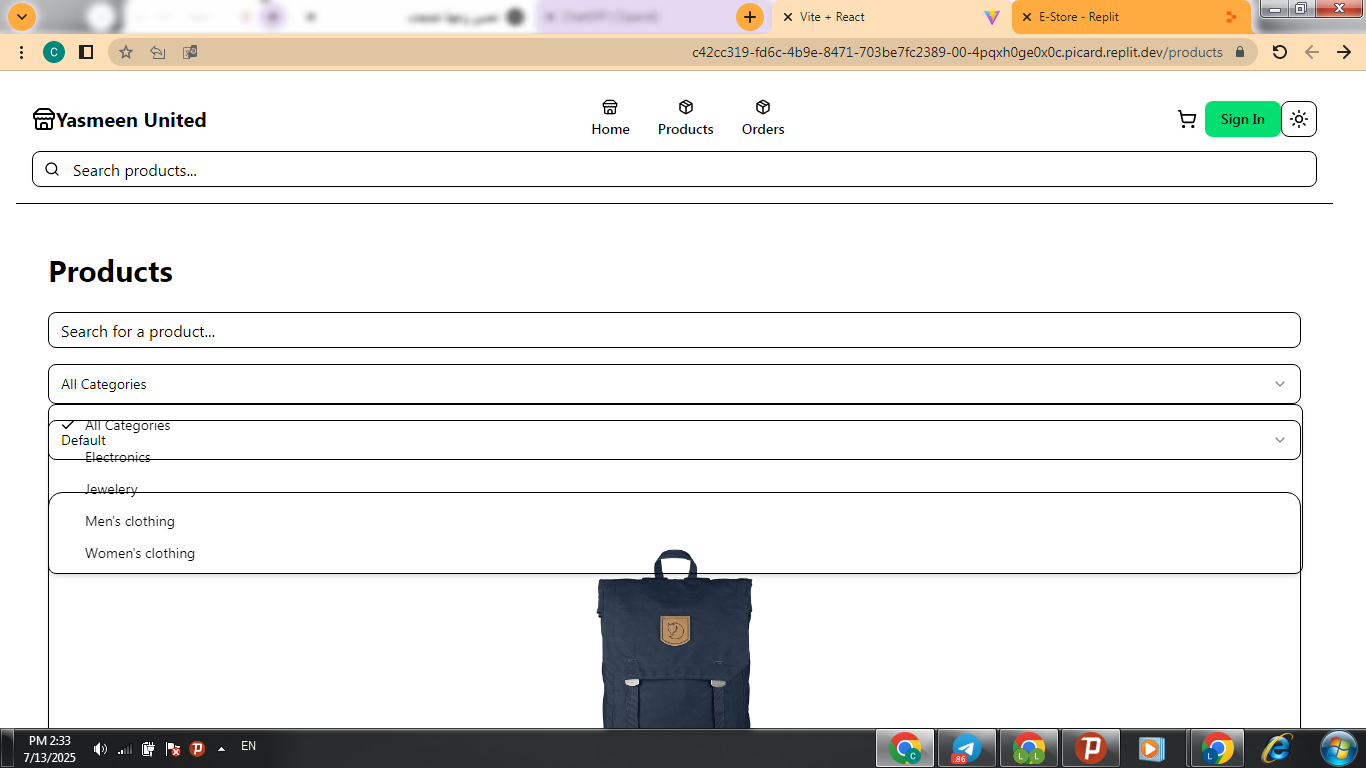 ChatGPT
Vite + React
E-Store - Replit
C
c42cc319-fd6c-4b9e-8471-703be7fc2389-00-4pqxh0ge0x0c.picard.replit.dev/products
Yasmeen United
Home
Products
Orders
Sign In
Search products...
Products
Search for a product...
All Categories
All Categories
Default
Electronics
Jewelery
Men's clothing
Women's clothing
PM 2:33
7/13/2025
EN
C
.86
L L
L